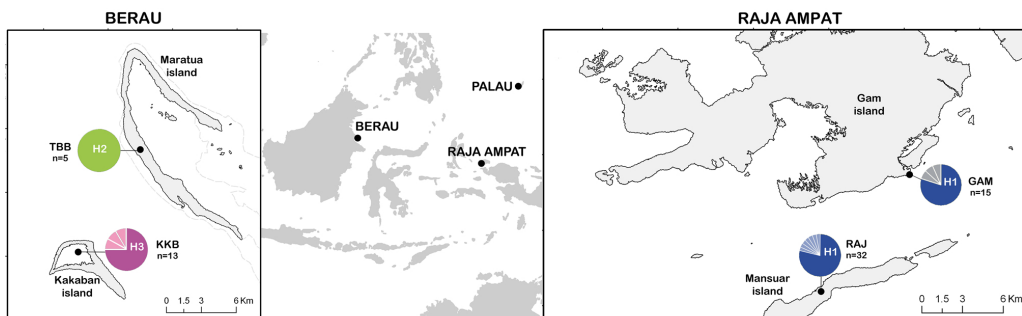 BERAU
Maratua
island
TBB
n=5
H2
H3
KKB
n=13
Kakaban
island
0 1.5 3 6 Km
PALAU
BERAU
RAJA AMPAT
RAJA AMPAT
Gam
island
H1
GAM
n=15
H1
RAJ
n=32
Mansuar
island
0 1.5 3 6 Km